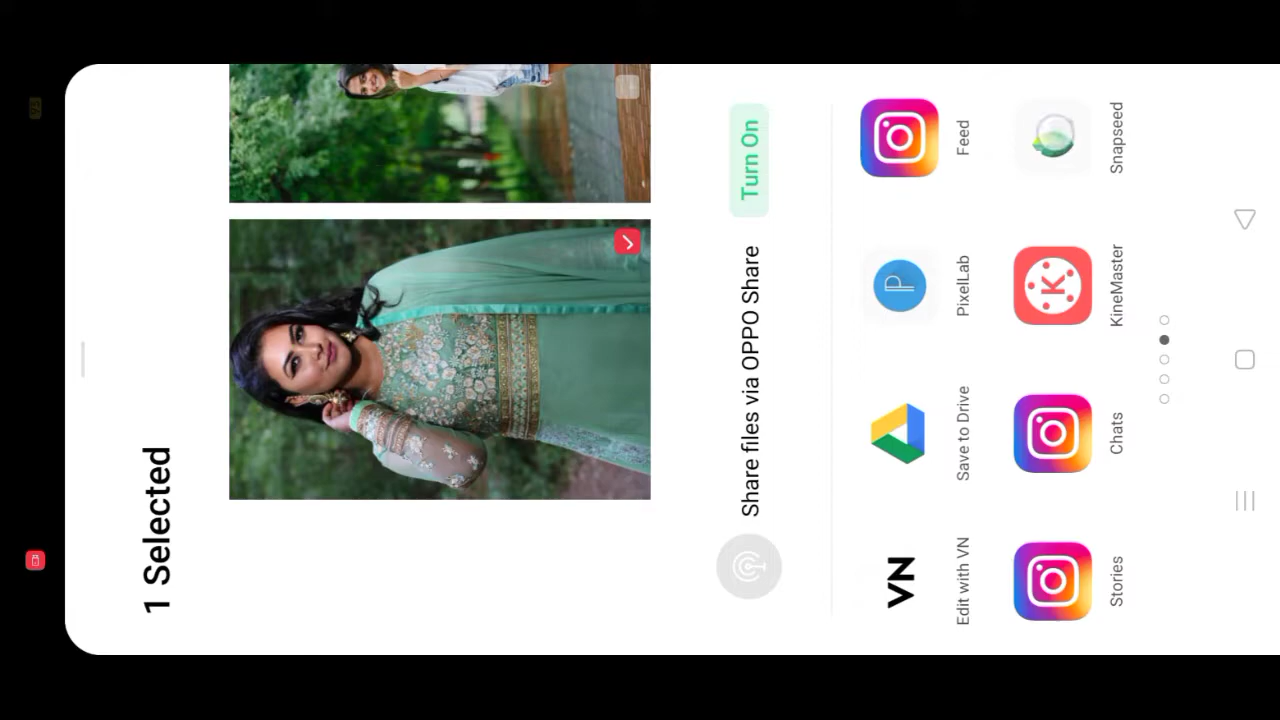 1 Selected
Share files via OPPO Share
Turn On
VN
Edit with VN
Save to Drive
P
PixelLab
Feed
Stories
Chats
K
KineMaster
Snapseed